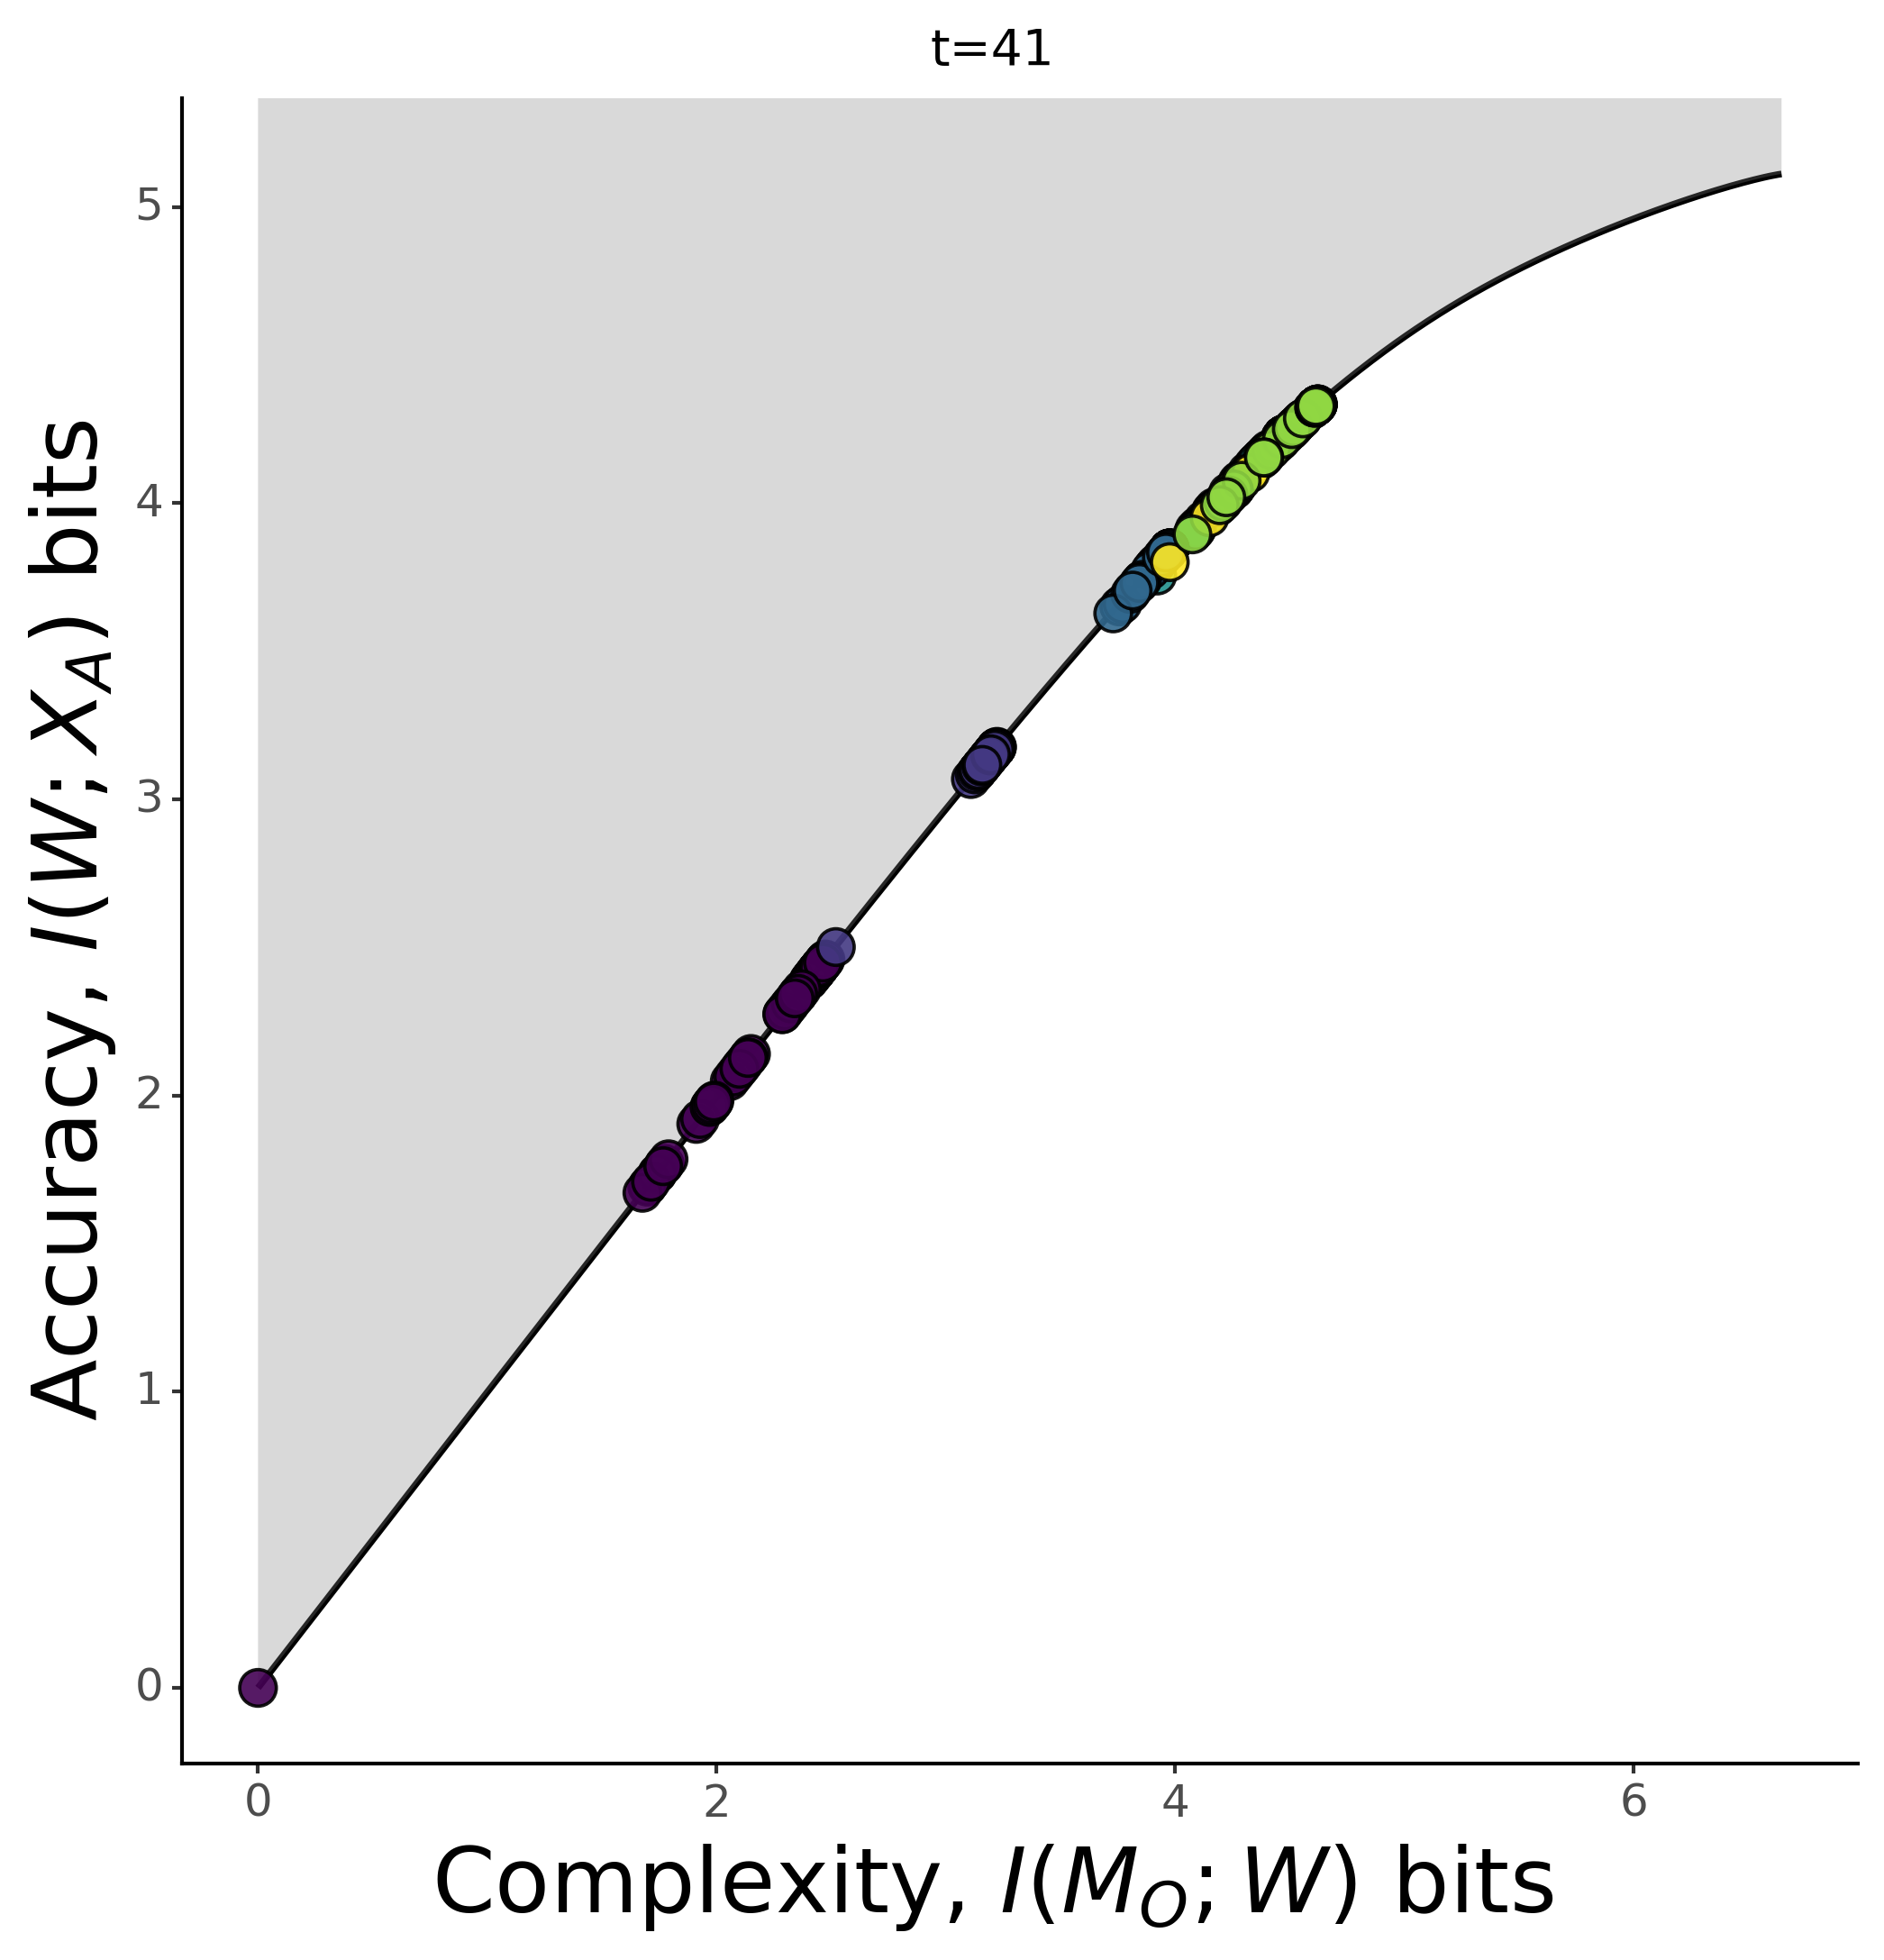 t=41
5
4
3
2
1
0
Accuracy, I(W; X_A) bits
0 2 4 6
Complexity, I(M_O; W) bits